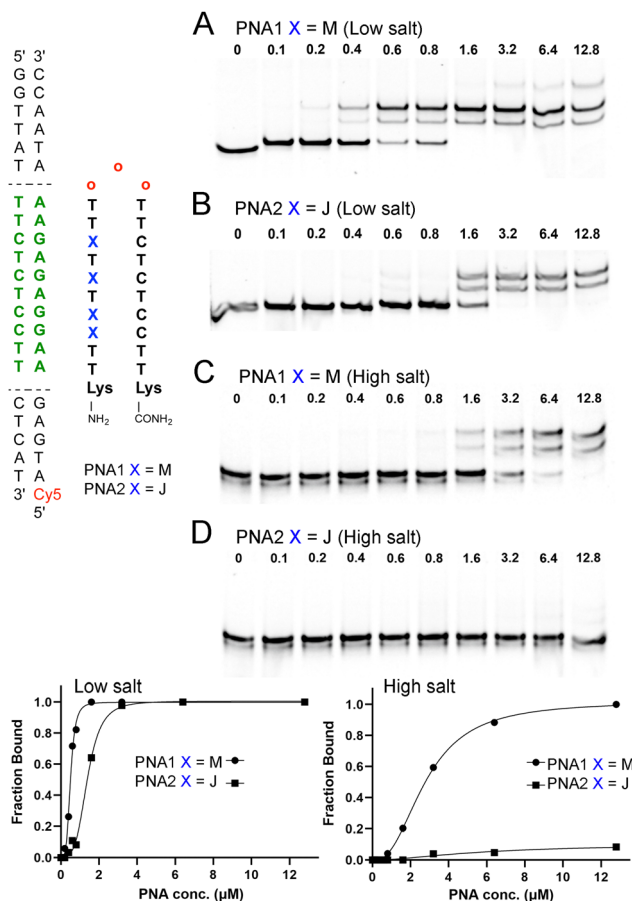 A PNA1 X = M (Low salt)
0 0.1 0.2 0.4 0.6 0.8 1.6 3.2 6.4 12.8
B PNA2 X = J (Low salt)
0 0.1 0.2 0.4 0.6 0.8 1.6 3.2 6.4 12.8
C PNA1 X = M (High salt)
0 0.1 0.2 0.4 0.6 0.8 1.6 3.2 6.4 12.8
D PNA2 X = J (High salt)
0 0.1 0.2 0.4 0.6 0.8 1.6 3.2 6.4 12.8
5' 3'
G C
G C
T A
T A
A T
T A
o
o o
T A T T
T A T T
C G X C
T A T T
C G X C
T A T T
C G X C
C G X C
T A T T
T A T T
Lys Lys
NH2 CONH2
C G
T A
C G
A T
T A
3' Cy5
5'
PNA1 X = M
PNA2 X = J
Low salt
Fraction Bound
1.0
0.8
0.6
0.4
0.2
0.0
PNA1 X = M
PNA2 X = J
0 2 4 6 8 10 12
PNA conc. (µM)
High salt
Fraction Bound
1.0
0.8
0.6
0.4
0.2
0.0
PNA1 X = M
PNA2 X = J
0 2 4 6 8 10 12
PNA conc. (µM)